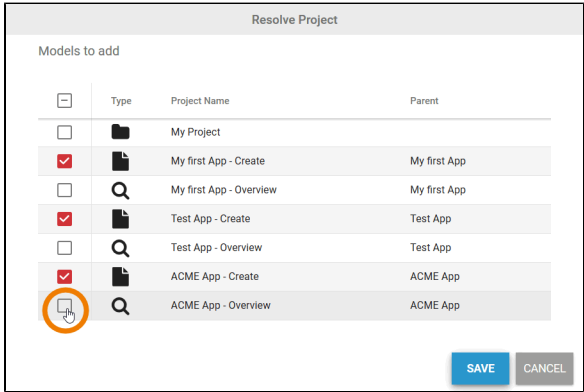 Resolve Project
Models to add
Type Project Name Parent
My Project
My first App - Create My first App
My first App - Overview My first App
Test App - Create Test App
Test App - Overview Test App
ACME App - Create ACME App
ACME App - Overview ACME App
SAVE CANCEL